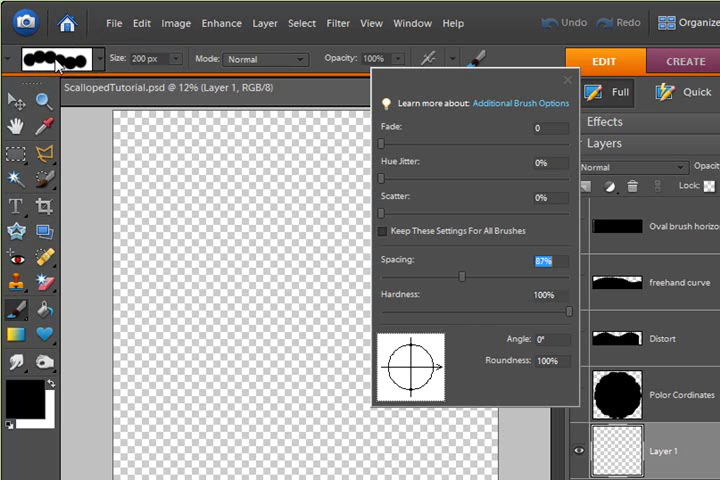 File Edit Image Enhance Layer Select Filter View Window Help Undo Redo Organize
Size: 200 px Mode: Normal Opacity: 100% EDIT CREATE
ScallopedTutorial.psd @ 12% (Layer 1, RGB/8)
Full Quick
Effects
Layers
Normal Opacity:
Lock:
Learn more about: Additional Brush Options
Fade: 0
Hue Jitter: 0%
Scatter: 0%
Keep These Settings For All Brushes
Spacing: 87%
Hardness: 100%
Angle: 0°
Roundness: 100%
Oval brush horizo
freehand curve
Distort
Polor Cordinates
Layer 1